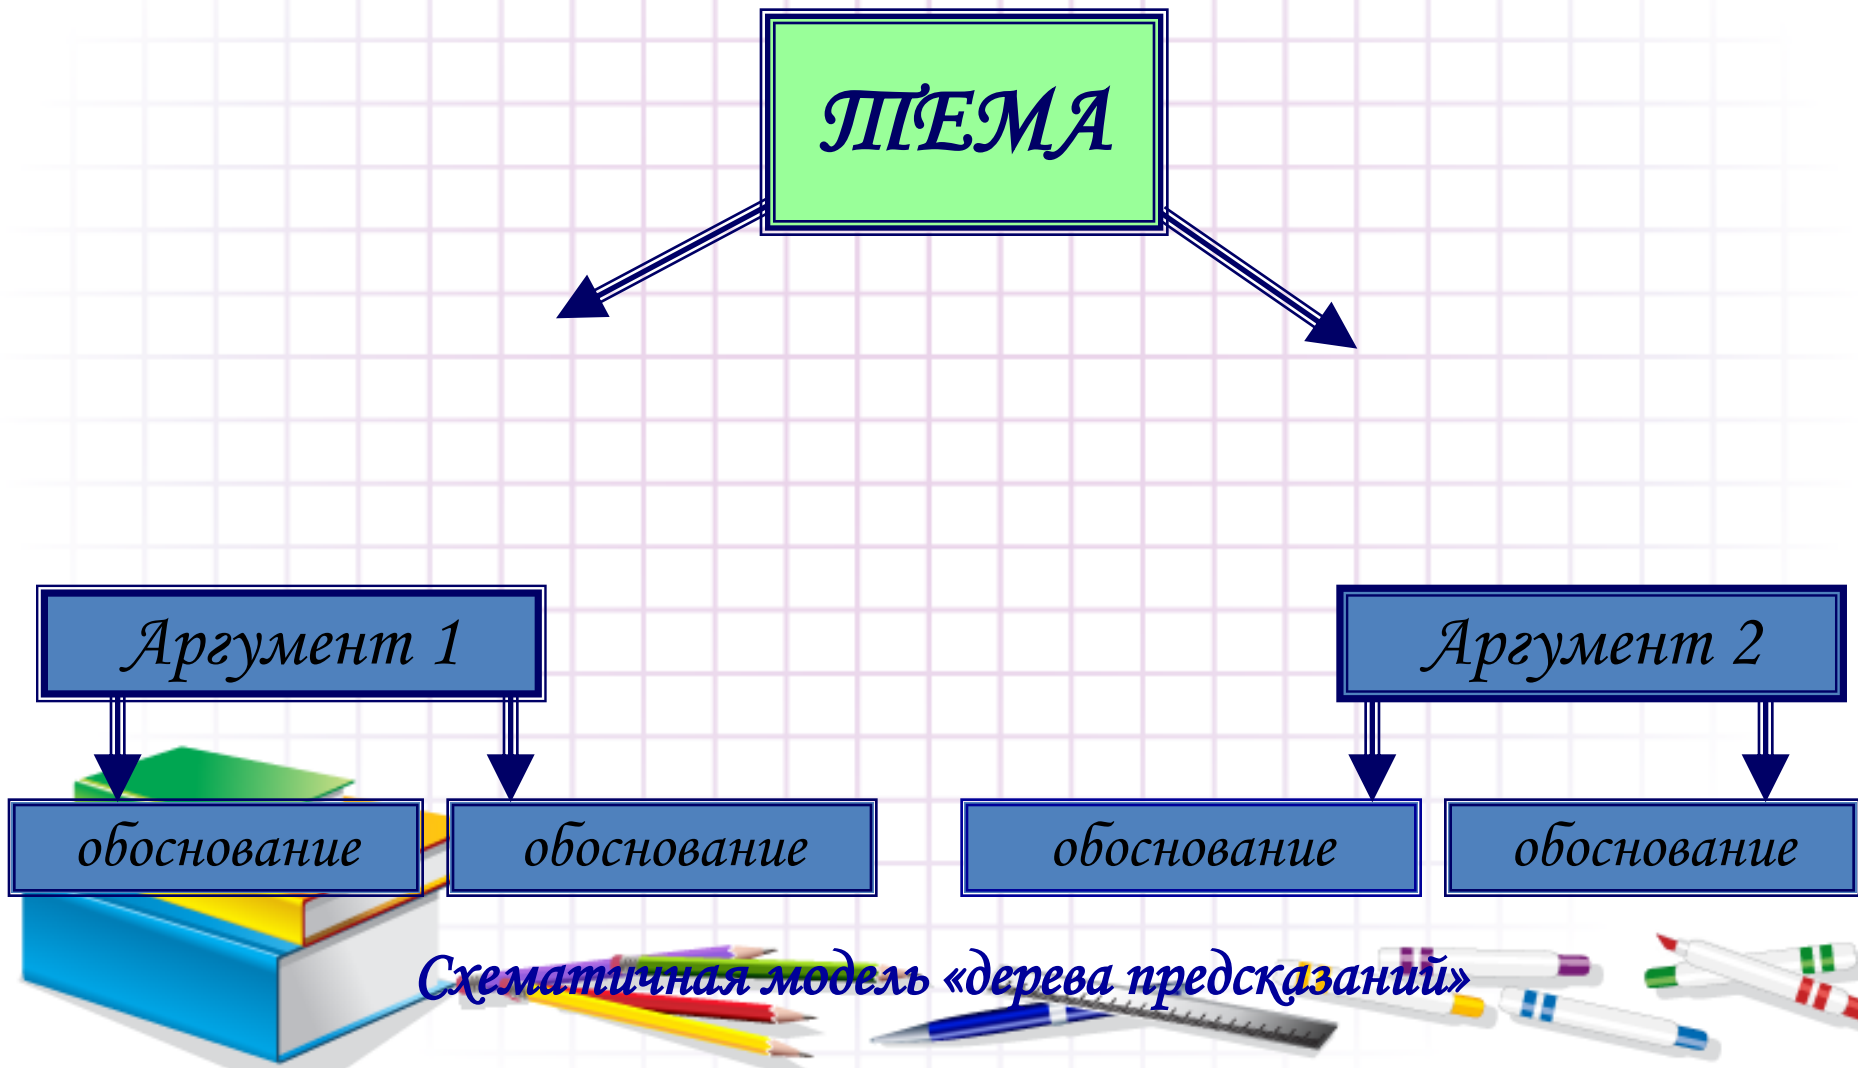 ТЕМА
Аргумент 1
Аргумент 2
обоснование
обоснование
обоснование
обоснование
Схематичная модель «дерева предсказаний»